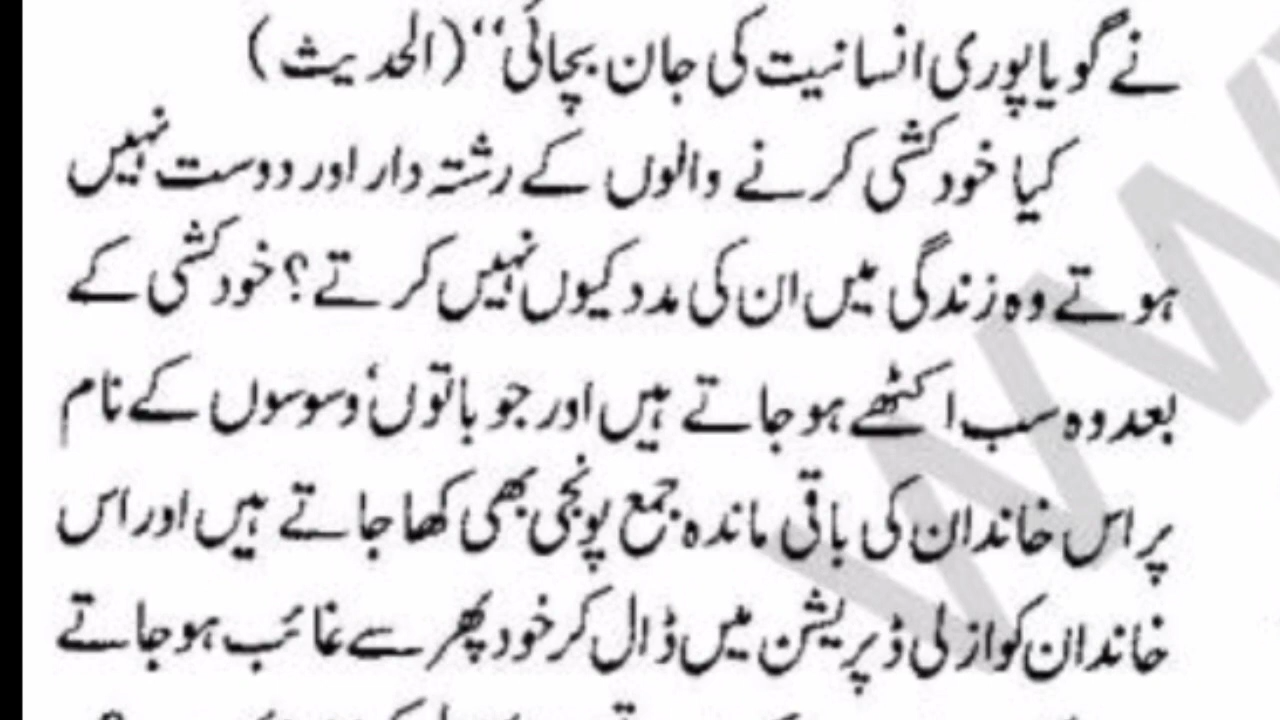 نے گویا پوری انسانیت کی جان بچائی‘‘ (الحدیث)
کیا خودکشی کرنے والوں کے رشتہ دار اور دوست نہیں
ہوتے وہ زندگی میں ان کی مدد کیوں نہیں کرتے؟ خودکشی کے
بعد وہ سب اکٹھے ہو جاتے ہیں اور جو باتوں‘ وسوسوں کے نام
پر اس خاندان کی باقی ماندہ جمع پونجی بھی کھا جاتے ہیں اور اس
خاندان کو ازلی ڈپریشن میں ڈال کر خود پھر سے غائب ہو جاتے